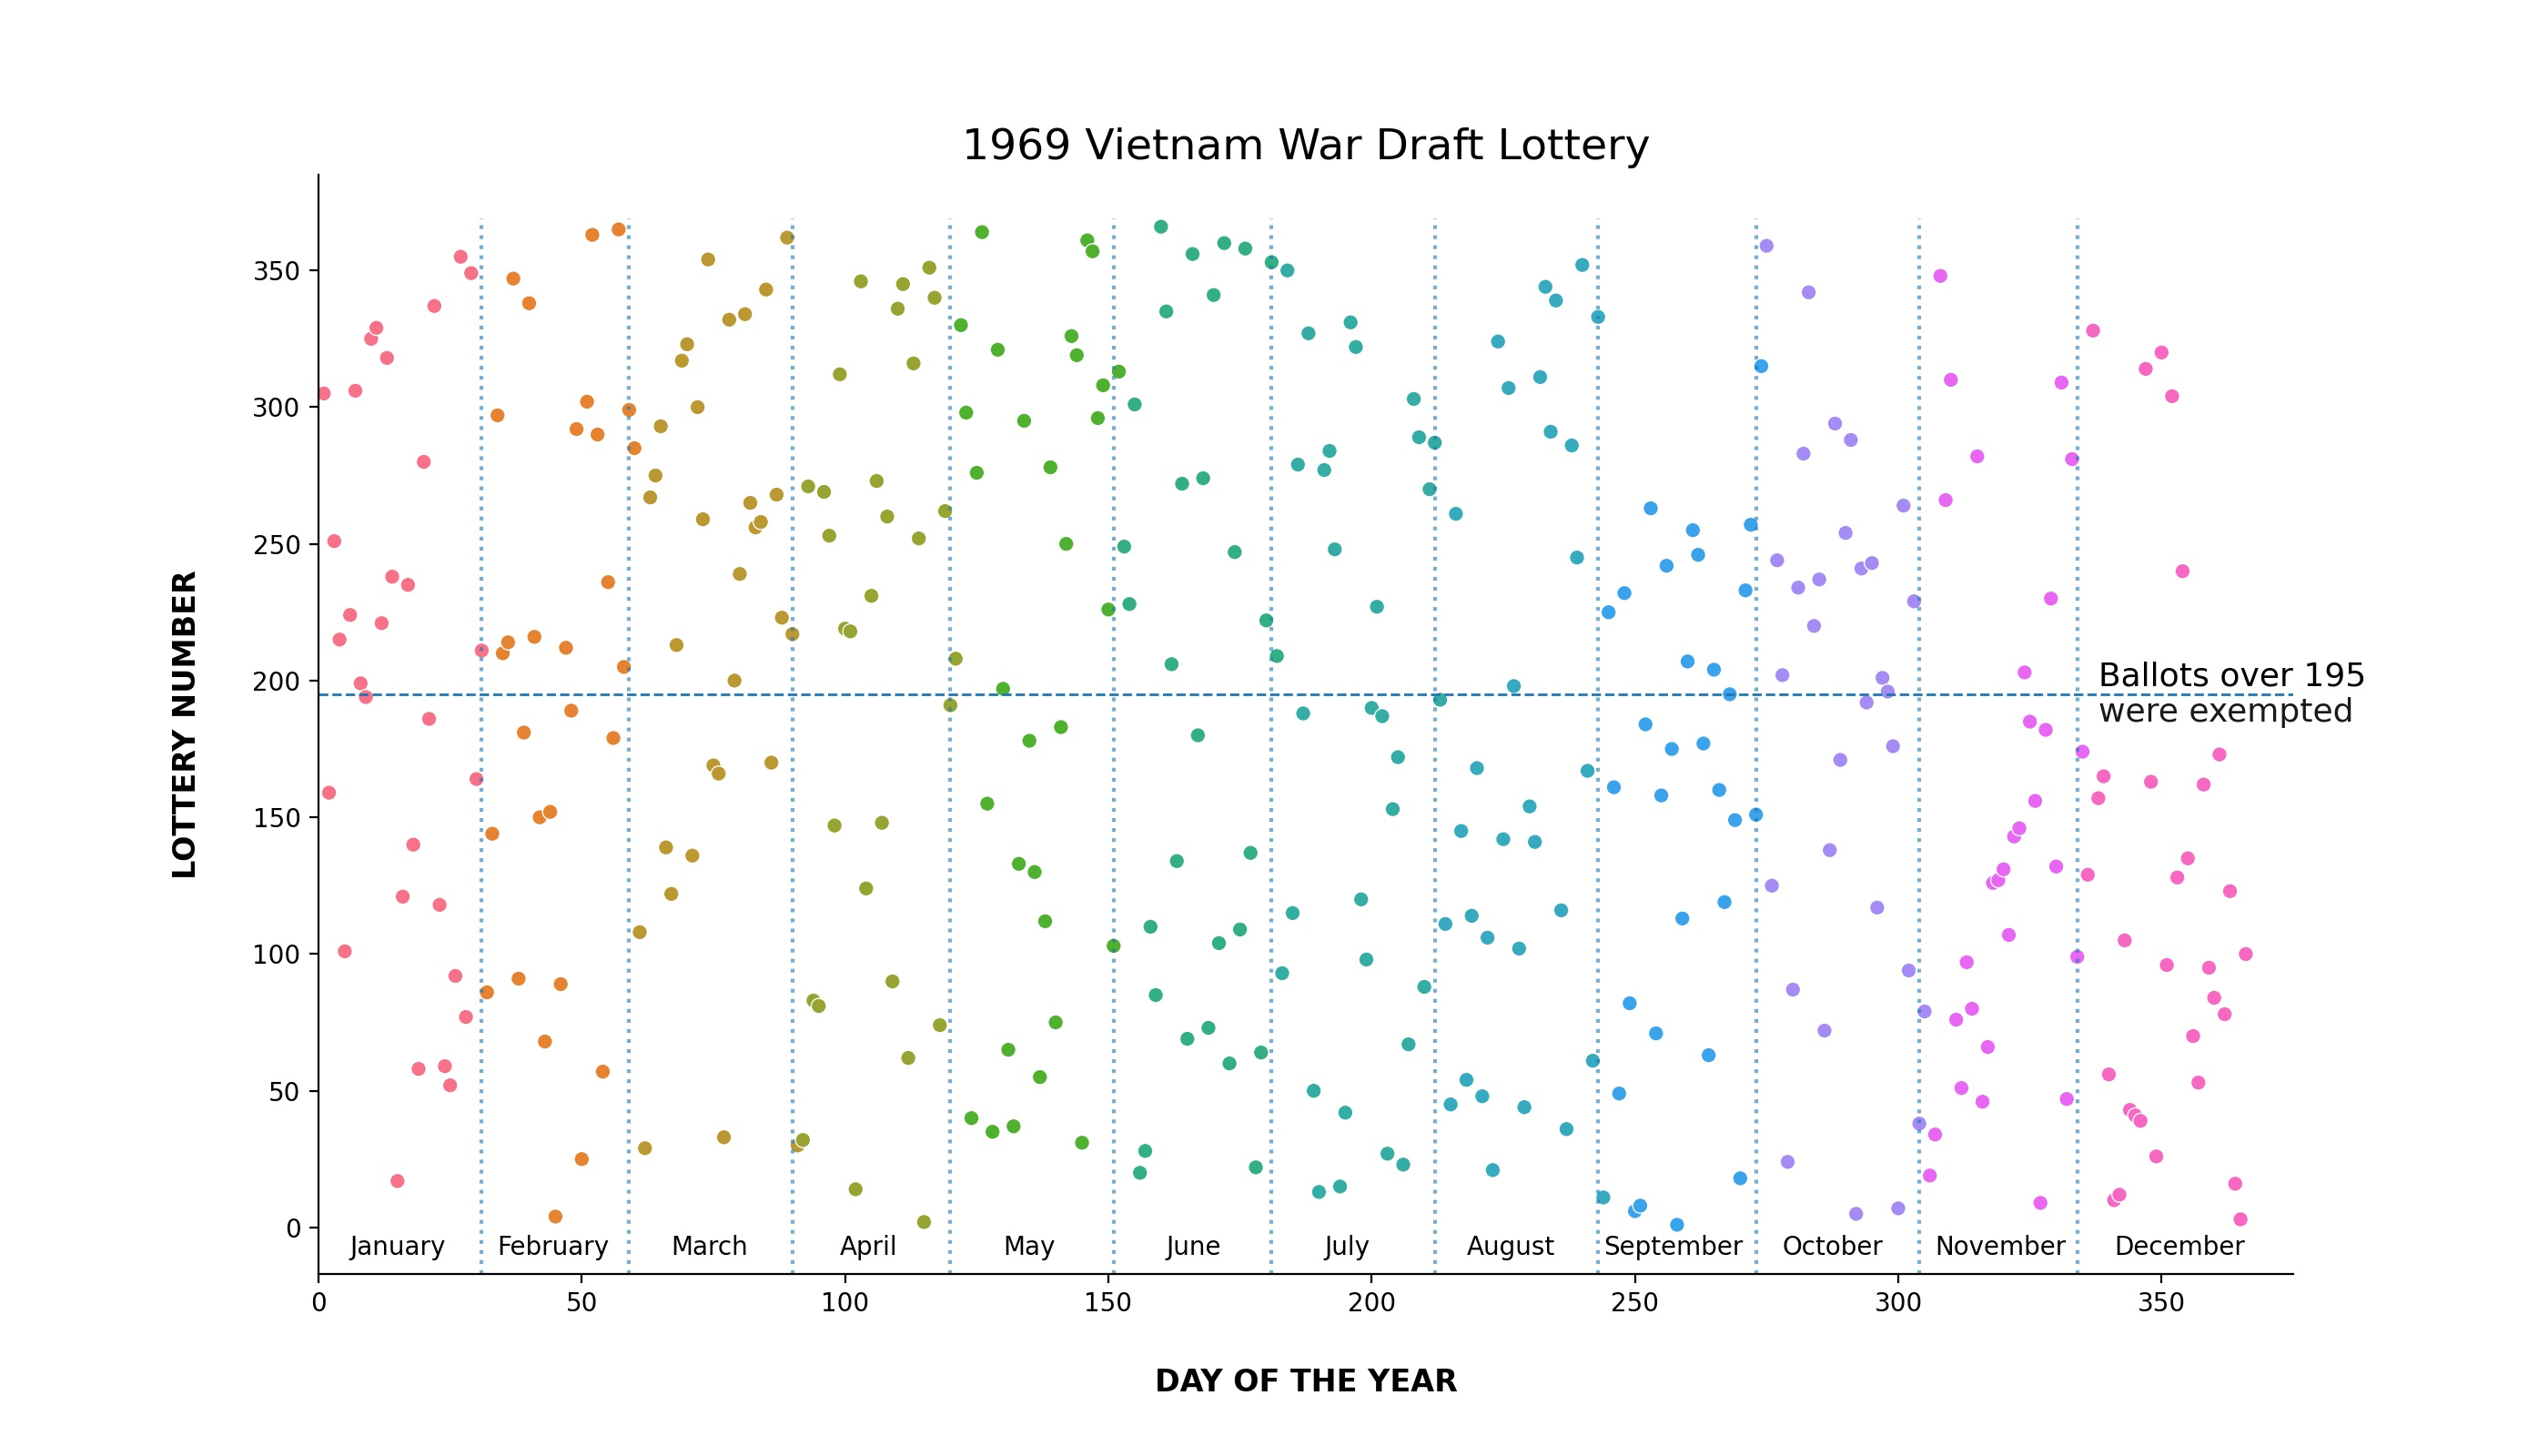 1969 Vietnam War Draft Lottery
LOTTERY NUMBER
350
300
250
200
150
100
50
0
Ballots over 195
were exempted
January February March April May June July August September October November December
0 50 100 150 200 250 300 350
DAY OF THE YEAR